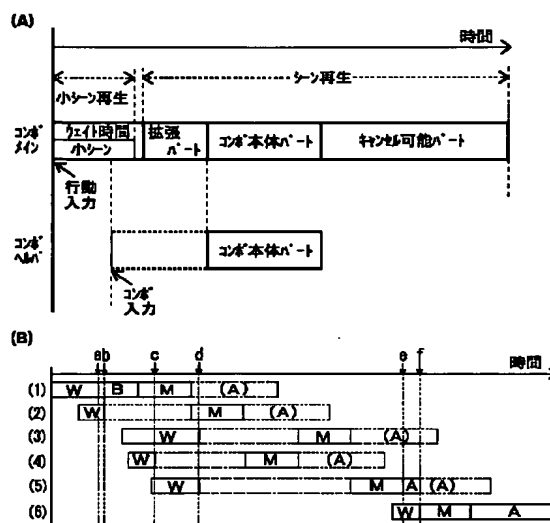 (A)
時間
シーン再生
小シーン再生
コンボメイン
ウェイト時間
小シーン
拡張パート
コンボ本体パート
キャンセル可能パート
行動入力
コンボヘルパ
コンボ本体パート
コンボ入力
(B)
a b c d e f 時間
(1) W B M (A)
(2) W M (A)
(3) W M (A)
(4) W M (A)
(5) W M A (A)
(6) W M A